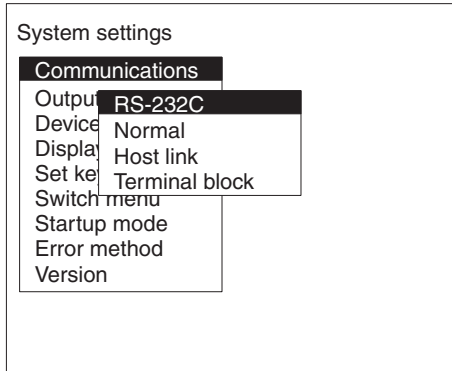 System settings
Communications
Output
RS-232C
Device
Normal
Display
Host link
Set key
Terminal block
Switch menu
Startup mode
Error method
Version